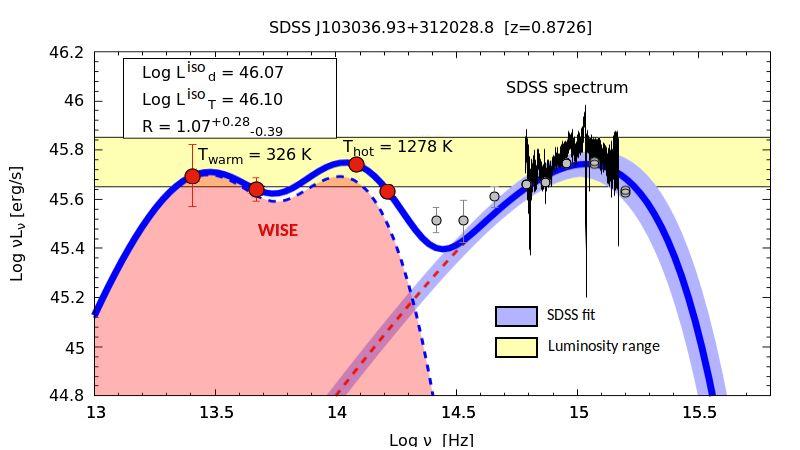 SDSS J103036.93+312028.8 [z=0.8726]
46.2
46
45.8
45.6
45.4
45.2
45
44.8
Log νLν [erg/s]
Log L^iso_d = 46.07
Log L^iso_T = 46.10
R = 1.07^+0.28_-0.39
SDSS spectrum
T_warm = 326 K
T_hot = 1278 K
WISE
SDSS fit
Luminosity range
13 13.5 14 14.5 15 15.5
Log ν [Hz]